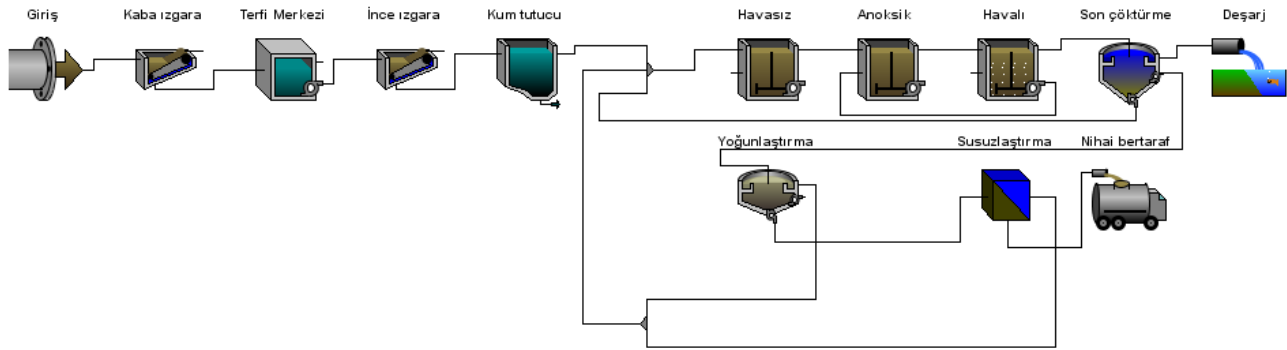 Giriş
Kaba ızgara
Terfi Merkezi
İnce ızgara
Kum tutucu
Havasız
Anoksik
Havalı
Son çöktürme
Deşarj
Yoğunlaştırma
Susuzlaştırma
Nihai bertaraf